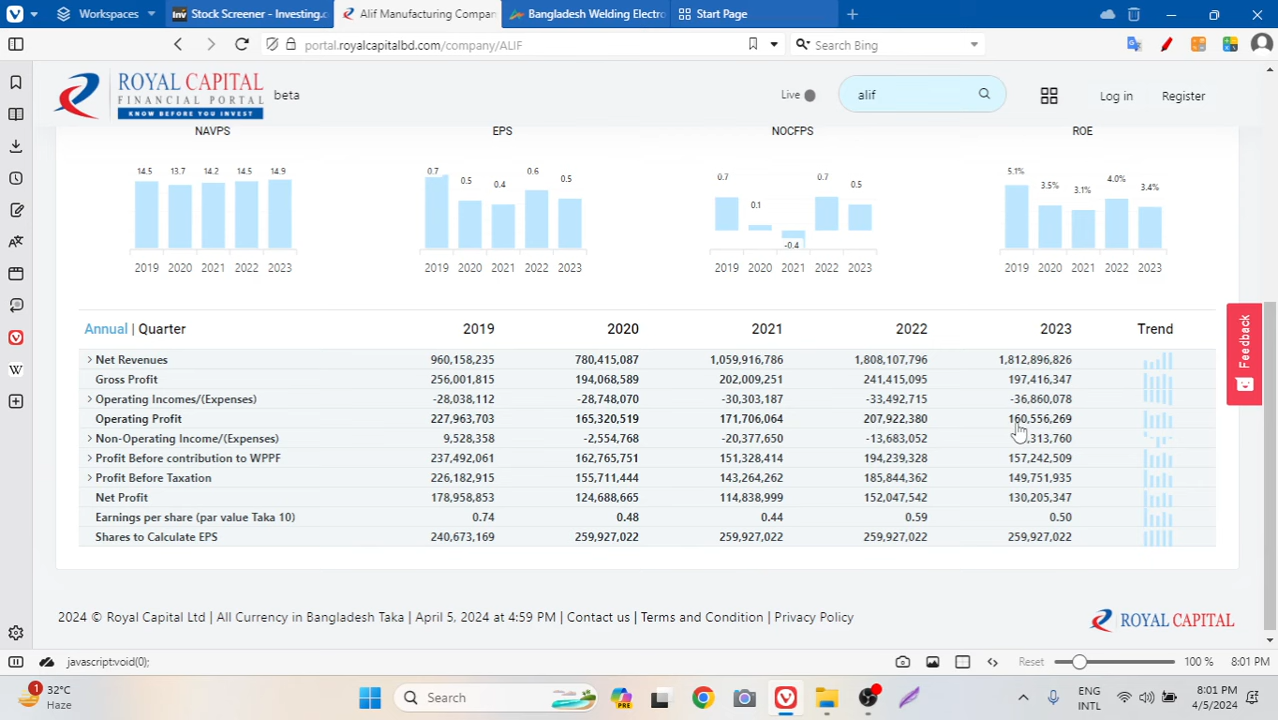 Workspaces
Stock Screener - Investing.c
Alif Manufacturing Compan
Bangladesh Welding Electro
Start Page
portal.royalcapitalbd.com/company/ALIF
Search Bing
ROYAL CAPITAL
FINANCIAL PORTAL
KNOW BEFORE YOU INVEST
beta
Live
alif
Log in
Register
NAVPS EPS NOCFPS ROE
14.5 13.7 14.2 14.5 14.9
0.7 0.5 0.4 0.6 0.5
0.7 0.1 -0.4 0.7 0.5
5.1% 3.5% 3.1% 4.0% 3.4%
2019 2020 2021 2022 2023
2019 2020 2021 2022 2023
2019 2020 2021 2022 2023
2019 2020 2021 2022 2023
Annual | Quarter 2019 2020 2021 2022 2023 Trend
Net Revenues 960,158,235 780,415,087 1,059,916,786 1,808,107,796 1,812,896,826
Gross Profit 256,001,815 194,068,589 202,009,251 241,415,095 197,416,347
Operating Incomes/(Expenses) -28,038,112 -28,748,070 -30,303,187 -33,492,715 -36,860,078
Operating Profit 227,963,703 165,320,519 171,706,064 207,922,380 160,556,269
Non-Operating Income/(Expenses) 9,528,358 -2,554,768 -20,377,650 -13,683,052 ,313,760
Profit Before contribution to WPPF 237,492,061 162,765,751 151,328,414 194,239,328 157,242,509
Profit Before Taxation 226,182,915 155,711,444 143,264,262 185,844,362 149,751,935
Net Profit 178,958,853 124,688,665 114,838,999 152,047,542 130,205,347
Earnings per share (par value Taka 10) 0.74 0.48 0.44 0.59 0.50
Shares to Calculate EPS 240,673,169 259,927,022 259,927,022 259,927,022 259,927,022
Feedback
2024 © Royal Capital Ltd | All Currency in Bangladesh Taka | April 5, 2024 at 4:59 PM | Contact us | Terms and Condition | Privacy Policy
ROYAL CAPITAL
javascript:void(0);
Reset
100 %
8:01 PM
1
32°C
Haze
Search
PRE
ENG
INTL
8:01 PM
4/5/2024